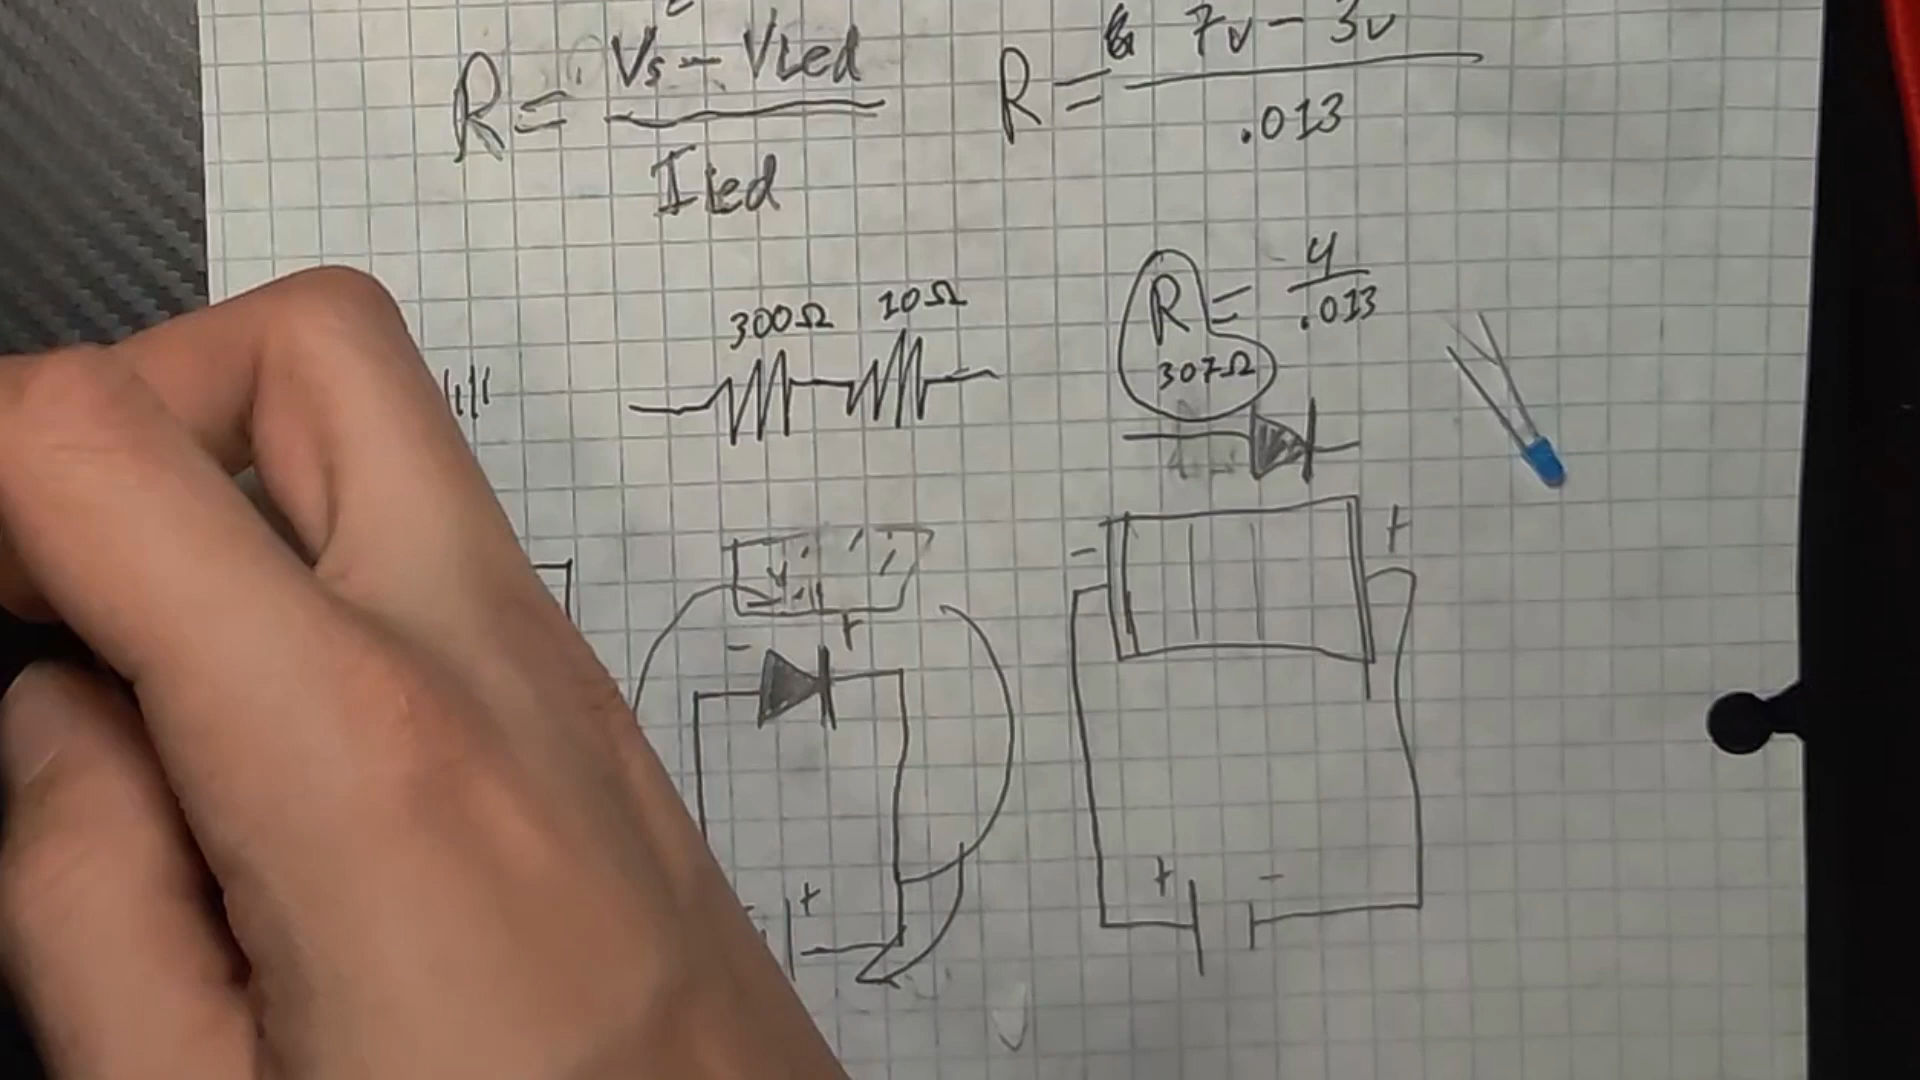 R = Vs - Vled / Iled
R = 7v - 3v / .013
300Ω 10Ω
R = 4 / .013
307Ω
- +
- +
+
+ -